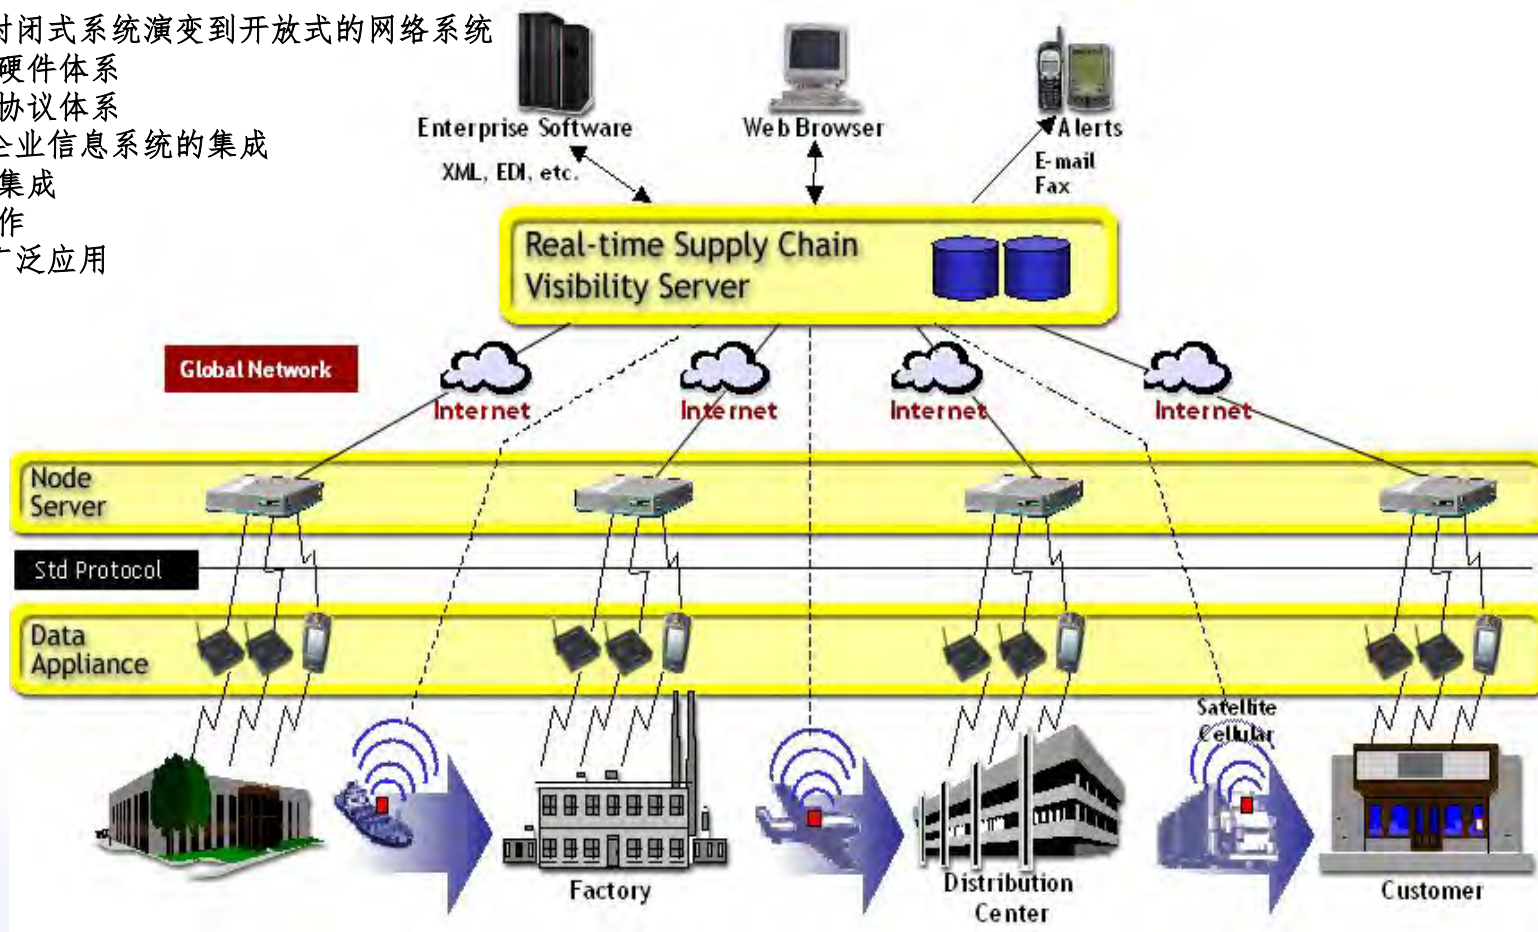 封闭式系统演变到开放式的网络系统
硬件体系
协议体系
企业信息系统的集成
集成
作
广泛应用
Enterprise Software
Web Browser
Alerts
XML, EDI, etc.
E-mail
Fax
Real-time Supply Chain
Visibility Server
Global Network
Internet
Internet
Internet
Internet
Node
Server
Std Protocol
Data
Appliance
Satellite
Cellular
Factory
Distribution
Center
Customer